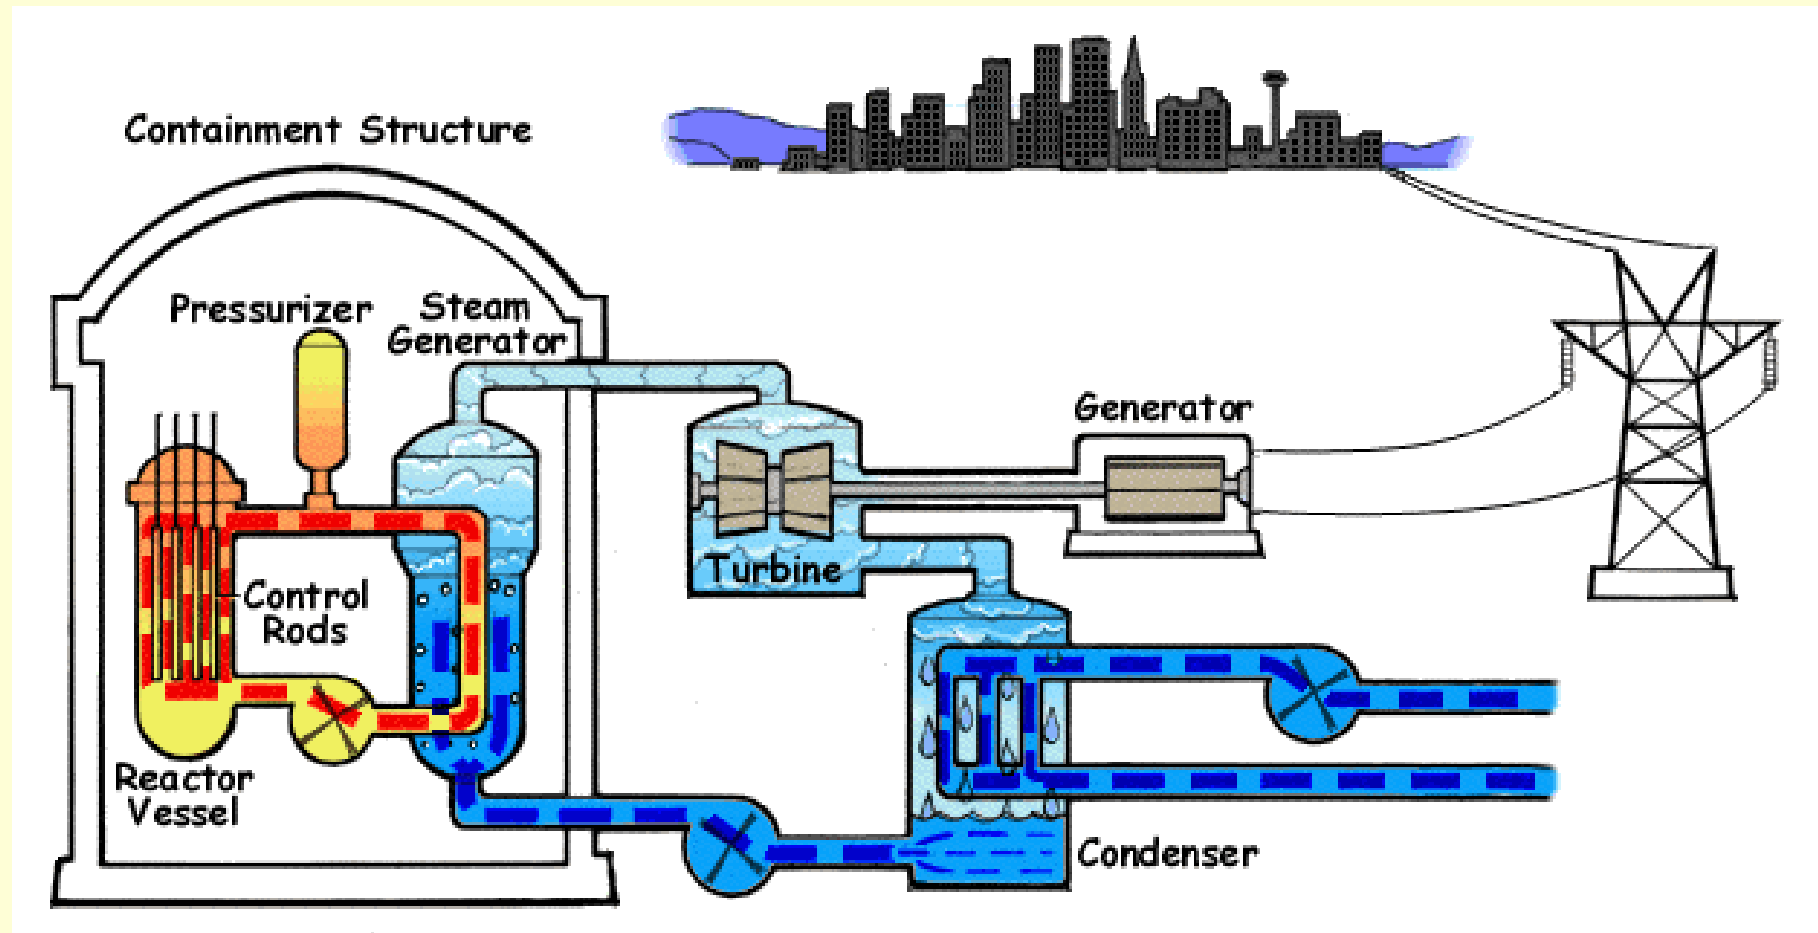 Containment Structure
Pressurizer
Steam
Generator
Generator
Turbine
Control
Rods
Reactor
Vessel
Condenser